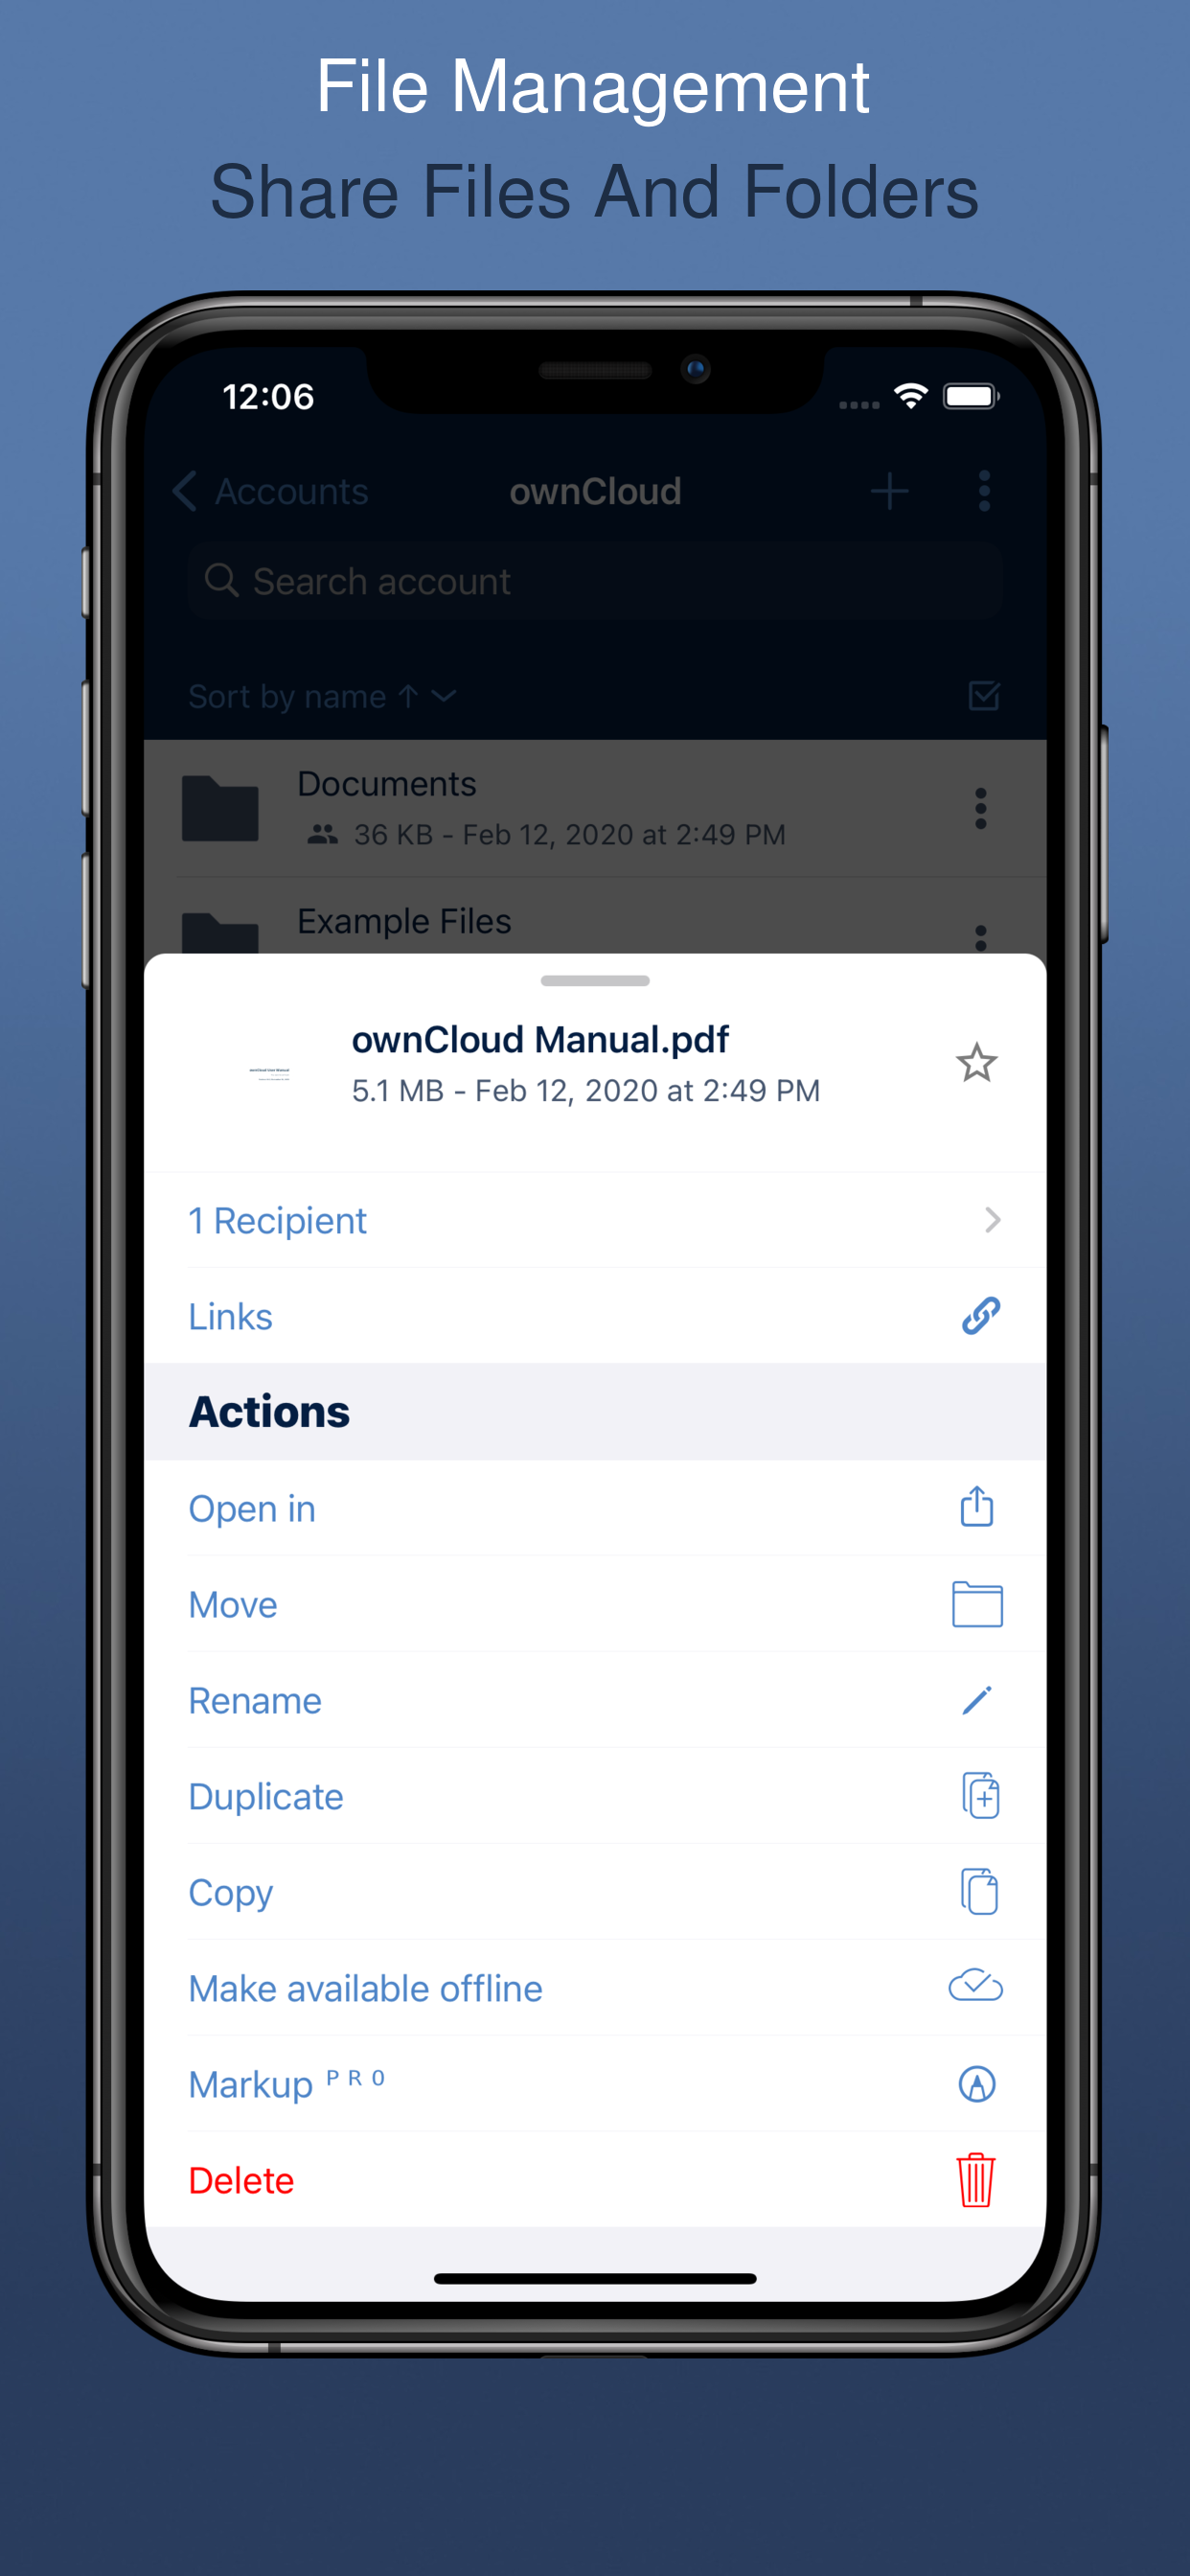 File Management
Share Files And Folders
12:06
Accounts
ownCloud
Search account
Sort by name ↑
Documents
36 KB - Feb 12, 2020 at 2:49 PM
Example Files
ownCloud Manual.pdf
5.1 MB - Feb 12, 2020 at 2:49 PM
1 Recipient
Links
Actions
Open in
Move
Rename
Duplicate
Copy
Make available offline
Markup PRO
Delete